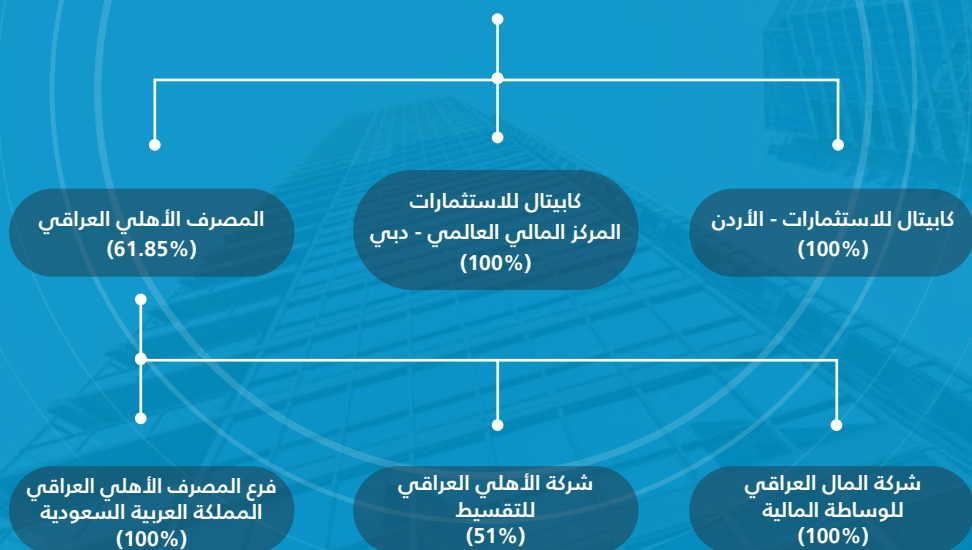 كابيتال للاستثمارات - الأردن
(100%)
كابيتال للاستثمارات
المركز المالي العالمي - دبي
(100%)
المصرف الأهلي العراقي
(61.85%)
شركة المال العراقي
للوساطة المالية
(100%)
شركة الأهلي العراقي
للتقسيط
(51%)
فرع المصرف الأهلي العراقي
المملكة العربية السعودية
(100%)